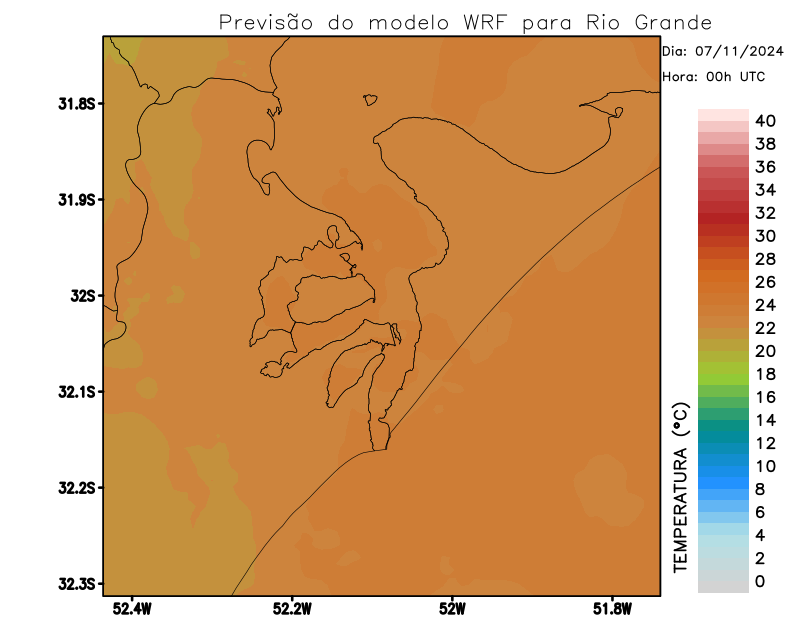 Previsão do modelo WRF para Rio Grande
Dia: 07/11/2024
Hora: 00h UTC
31.8S
31.9S
32S
32.1S
32.2S
32.3S
52.4W
52.2W
52W
51.8W
TEMPERATURA (°C)
40
38
36
34
32
30
28
26
24
22
20
18
16
14
12
10
8
6
4
2
0